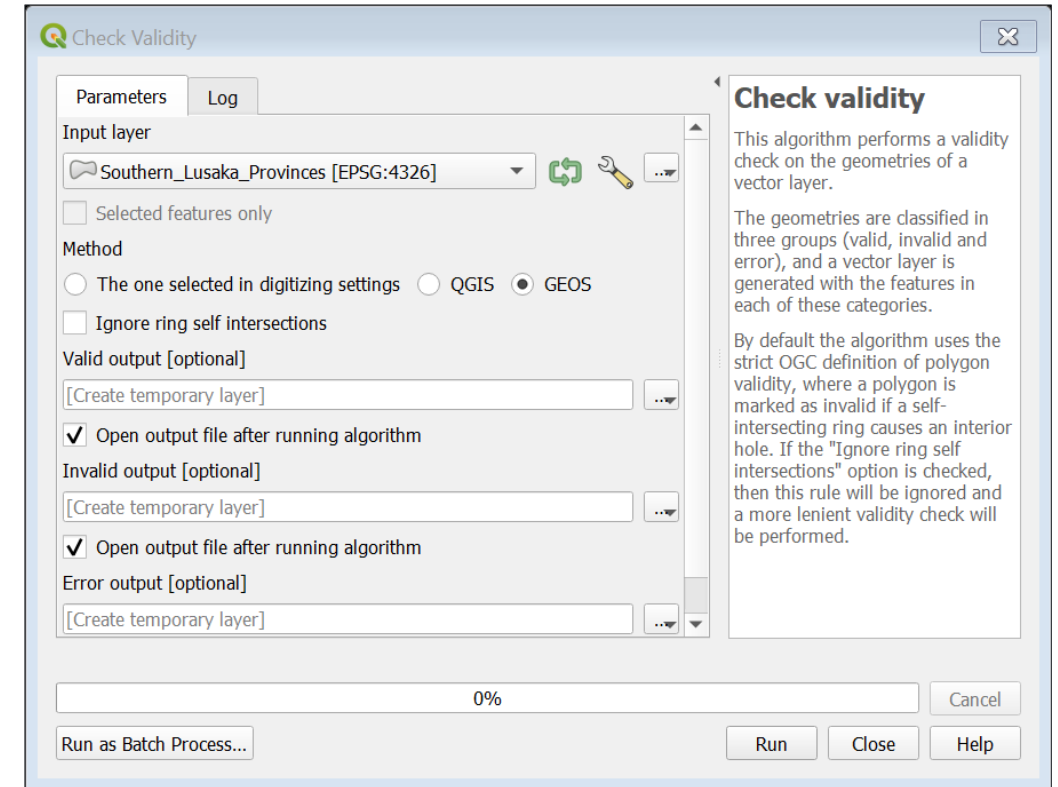 Check Validity
Parameters
Log
Input layer
Southern_Lusaka_Provinces [EPSG:4326]
...
Selected features only
Method
The one selected in digitizing settings
QGIS
GEOS
Ignore ring self intersections
Valid output [optional]
[Create temporary layer]
...
Open output file after running algorithm
Invalid output [optional]
[Create temporary layer]
...
Open output file after running algorithm
Error output [optional]
[Create temporary layer]
...
Check validity
This algorithm performs a validity
check on the geometries of a
vector layer.
The geometries are classified in
three groups (valid, invalid and
error), and a vector layer is
generated with the features in
each of these categories.
By default the algorithm uses the
strict OGC definition of polygon
validity, where a polygon is
marked as invalid if a self-
intersecting ring causes an interior
hole. If the "Ignore ring self
intersections" option is checked,
then this rule will be ignored and
a more lenient validity check will
be performed.
0%
Cancel
Run as Batch Process...
Run
Close
Help